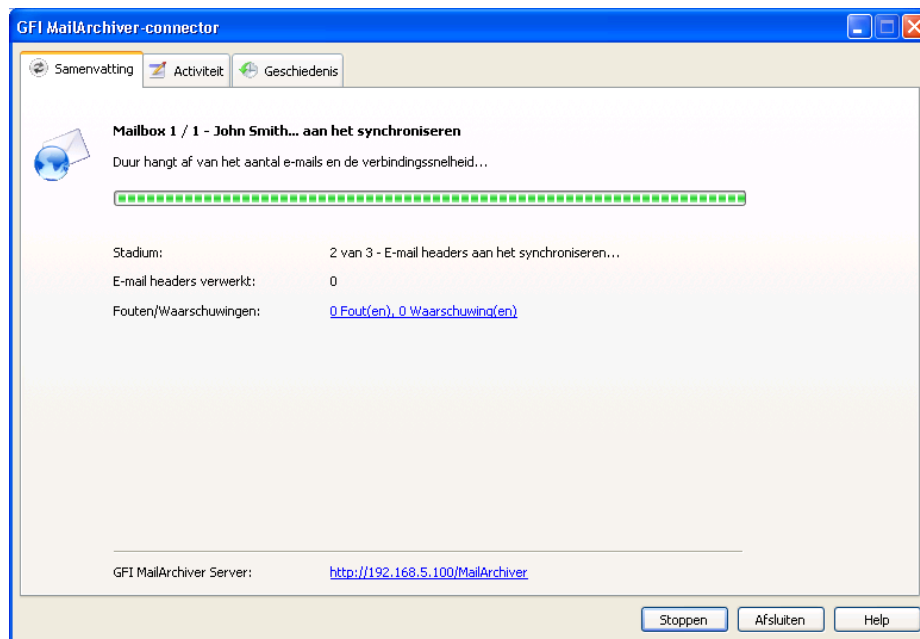 GFI MailArchiver-connector
Samenvatting Activiteit Geschiedenis
Mailbox 1 / 1 - John Smith... aan het synchroniseren
Duur hangt af van het aantal e-mails en de verbindingssnelheid...
Stadium: 2 van 3 - E-mail headers aan het synchroniseren...
E-mail headers verwerkt: 0
Fouten/Waarschuwingen: 0 Fout(en), 0 Waarschuwing(en)
GFI MailArchiver Server: http://192.168.5.100/MailArchiver
Stoppen Afsluiten Help